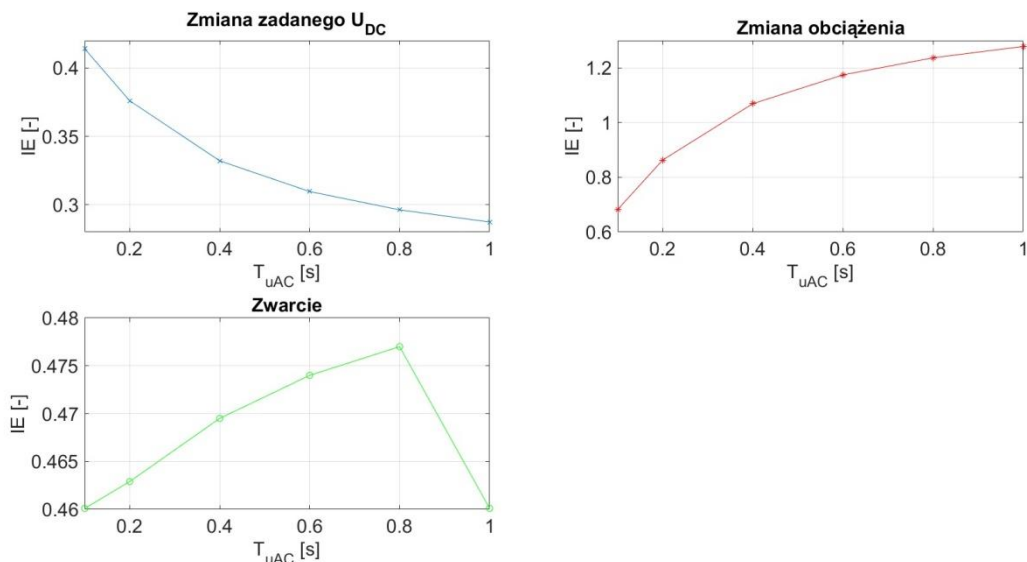 Zmiana zadanego U_DC
0.4
0.35
0.3
IE [-]
0.2 0.4 0.6 0.8 1
T_uAC [s]
Zmiana obciążenia
1.2
1
0.8
0.6
IE [-]
0.2 0.4 0.6 0.8 1
T_uAC [s]
Zwarcie
0.48
0.475
0.47
0.465
0.46
IE [-]
0.2 0.4 0.6 0.8 1
T_uAC [s]